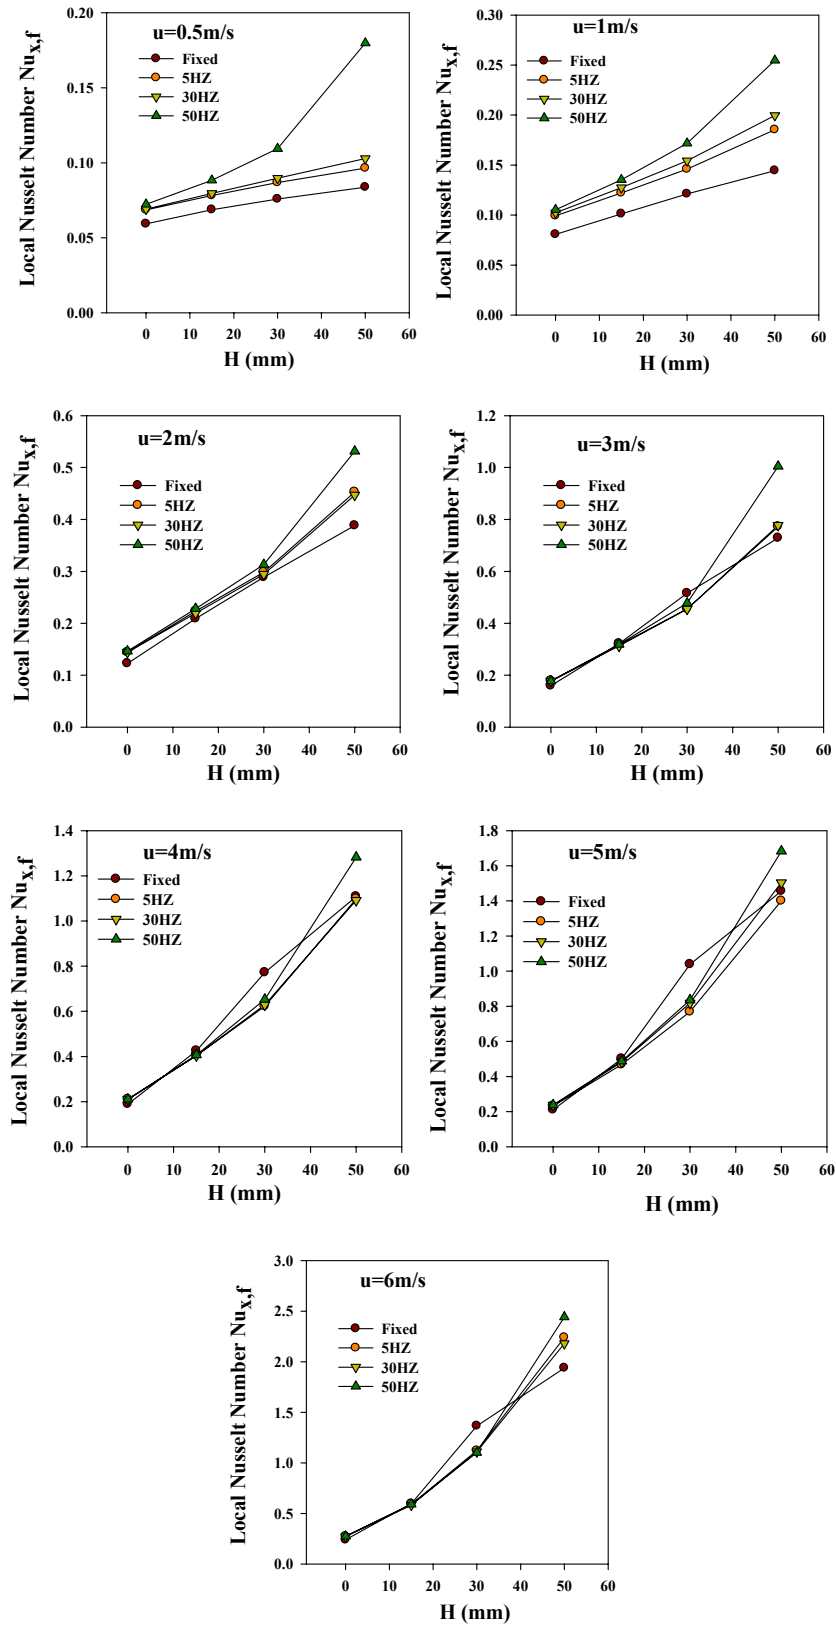 u=0.5m/s
Fixed
5HZ
30HZ
50HZ
0.20
0.15
0.10
0.05
0.00
Local Nusselt Number Nux,f
0 10 20 30 40 50 60
H (mm)
u=1m/s
Fixed
5HZ
30HZ
50HZ
0.30
0.25
0.20
0.15
0.10
0.05
0.00
Local Nusselt Number Nux,f
0 10 20 30 40 50 60
H (mm)
u=2m/s
Fixed
5HZ
30HZ
50HZ
0.6
0.5
0.4
0.3
0.2
0.1
0.0
Local Nusselt Number Nux,f
0 10 20 30 40 50 60
H (mm)
u=3m/s
Fixed
5HZ
30HZ
50HZ
1.2
1.0
0.8
0.6
0.4
0.2
0.0
Local Nusselt Number Nux,f
0 10 20 30 40 50 60
H (mm)
u=4m/s
Fixed
5HZ
30HZ
50HZ
1.4
1.2
1.0
0.8
0.6
0.4
0.2
0.0
Local Nusselt Number Nux,f
0 10 20 30 40 50 60
H (mm)
u=5m/s
Fixed
5HZ
30HZ
50HZ
1.8
1.6
1.4
1.2
1.0
0.8
0.6
0.4
0.2
0.0
Local Nusselt Number Nux,f
0 10 20 30 40 50 60
H (mm)
u=6m/s
Fixed
5HZ
30HZ
50HZ
3.0
2.5
2.0
1.5
1.0
0.5
0.0
Local Nusselt Number Nux,f
0 10 20 30 40 50 60
H (mm)